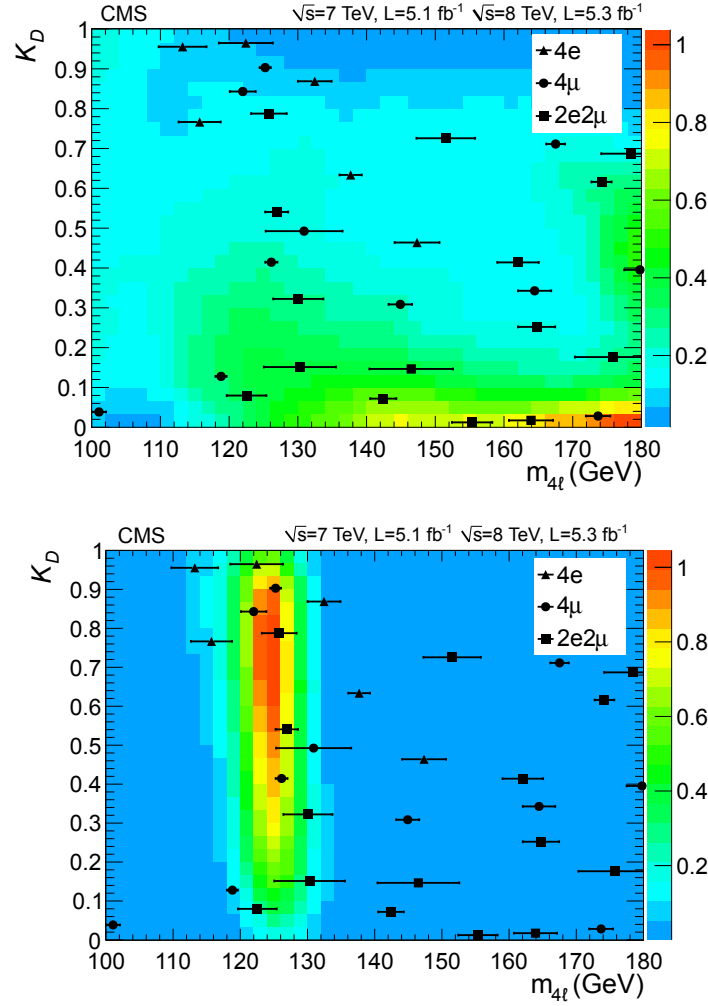 CMS √s=7 TeV, L=5.1 fb⁻¹ √s=8 TeV, L=5.3 fb⁻¹
K_D
1
0.9
0.8
0.7
0.6
0.5
0.4
0.3
0.2
0.1
0
4e
4μ
2e2μ
1
0.8
0.6
0.4
0.2
100 110 120 130 140 150 160 170 180
m_4ℓ (GeV)
CMS √s=7 TeV, L=5.1 fb⁻¹ √s=8 TeV, L=5.3 fb⁻¹
K_D
1
0.9
0.8
0.7
0.6
0.5
0.4
0.3
0.2
0.1
0
4e
4μ
2e2μ
1
0.8
0.6
0.4
0.2
100 110 120 130 140 150 160 170 180
m_4ℓ (GeV)